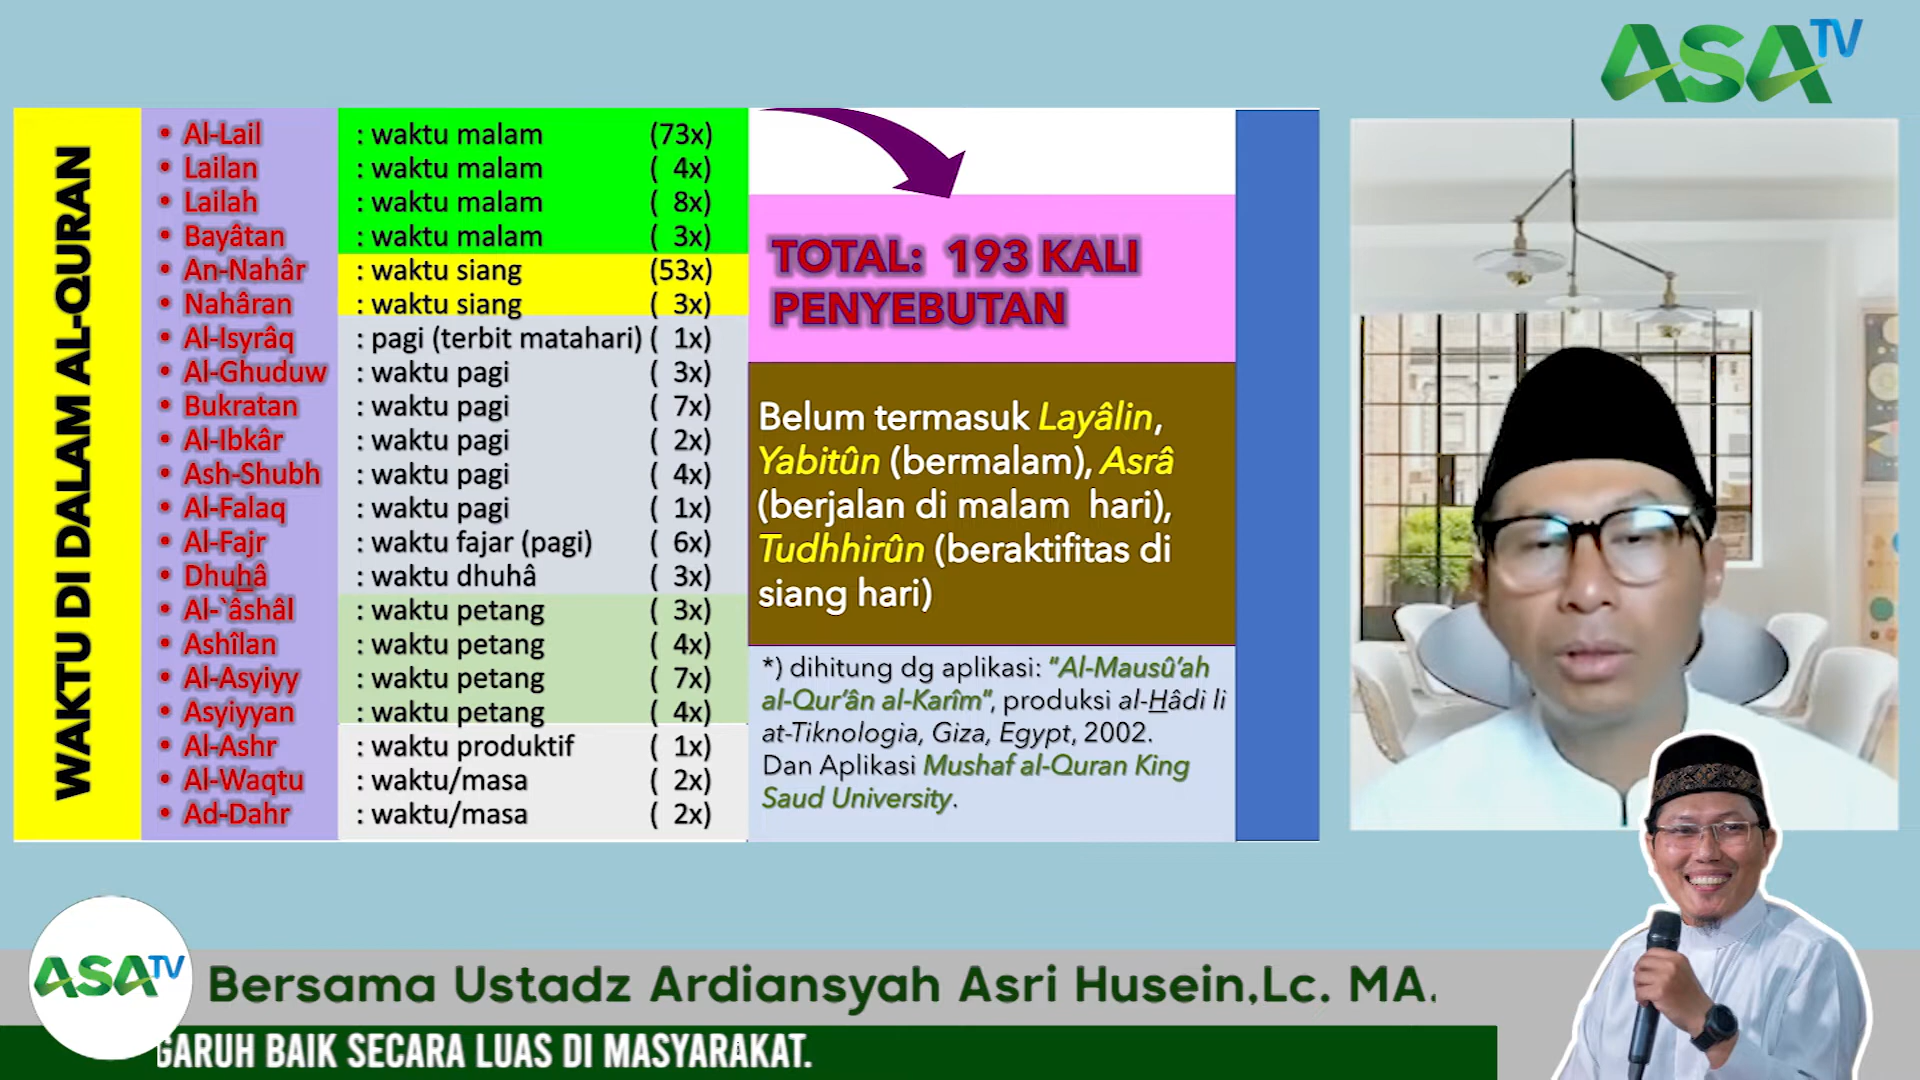 ASA TV
WAKTU DI DALAM AL-QURAN
• Al-Lail : waktu malam (73x)
• Lailan : waktu malam ( 4x)
• Lailah : waktu malam ( 8x)
• Bayâtan : waktu malam ( 3x)
• An-Nahâr : waktu siang (53x)
• Nahâran : waktu siang ( 3x)
• Al-Isyrâq : pagi (terbit matahari) ( 1x)
• Al-Ghuduw : waktu pagi ( 3x)
• Bukratan : waktu pagi ( 7x)
• Al-Ibkâr : waktu pagi ( 2x)
• Ash-Shubh : waktu pagi ( 4x)
• Al-Falaq : waktu pagi ( 1x)
• Al-Fajr : waktu fajar (pagi) ( 6x)
• Dhuhâ : waktu dhuhâ ( 3x)
• Al-`âshâl : waktu petang ( 3x)
• Ashîlan : waktu petang ( 4x)
• Al-Asyiyy : waktu petang ( 7x)
• Asyiyyan : waktu petang ( 4x)
• Al-Ashr : waktu produktif ( 1x)
• Al-Waqtu : waktu/masa ( 2x)
• Ad-Dahr : waktu/masa ( 2x)
TOTAL: 193 KALI
PENYEBUTAN
Belum termasuk Layâlin,
Yabitûn (bermalam), Asrâ
(berjalan di malam hari),
Tudhhirûn (beraktifitas di
siang hari)
*) dihitung dg aplikasi: "Al-Mausû'ah
al-Qur'ân al-Karîm", produksi al-Hâdi li
at-Tiknologia, Giza, Egypt, 2002.
Dan Aplikasi Mushaf al-Quran King
Saud University.
ASA TV
Bersama Ustadz Ardiansyah Asri Husein,Lc. MA.
GARUH BAIK SECARA LUAS DI MASYARAKAT.